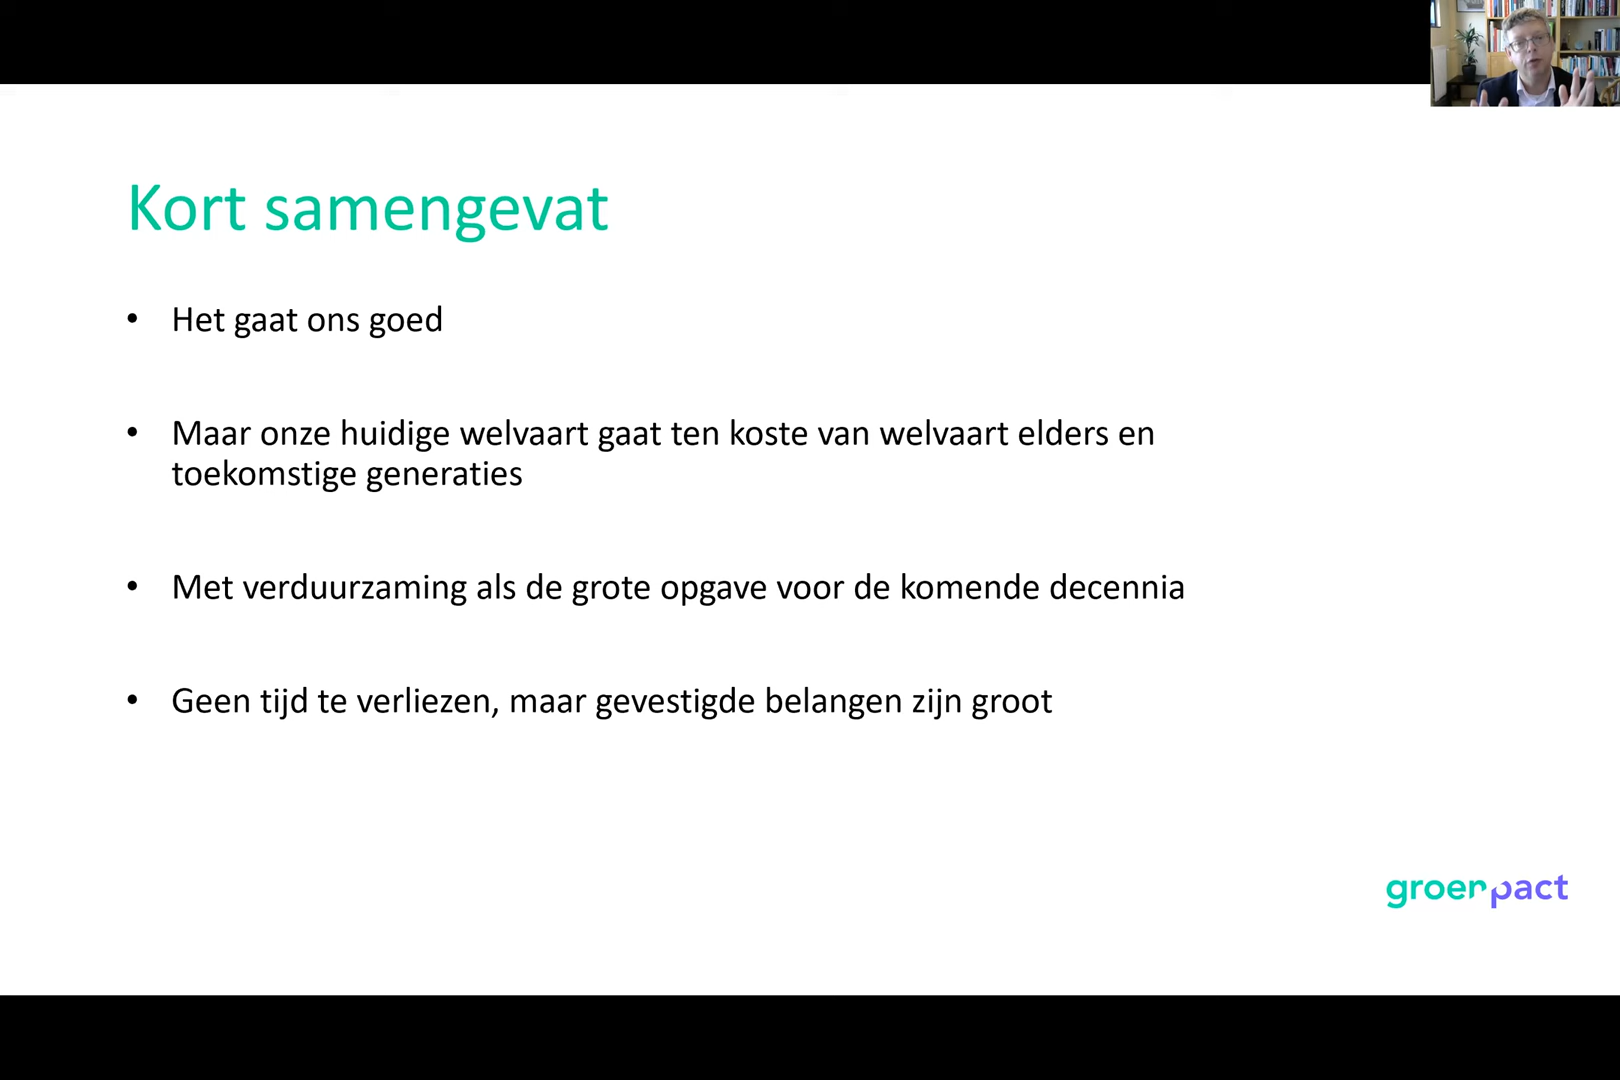 Kort samengevat
• Het gaat ons goed
• Maar onze huidige welvaart gaat ten koste van welvaart elders en
toekomstige generaties
• Met verduurzaming als de grote opgave voor de komende decennia
• Geen tijd te verliezen, maar gevestigde belangen zijn groot
groenpact